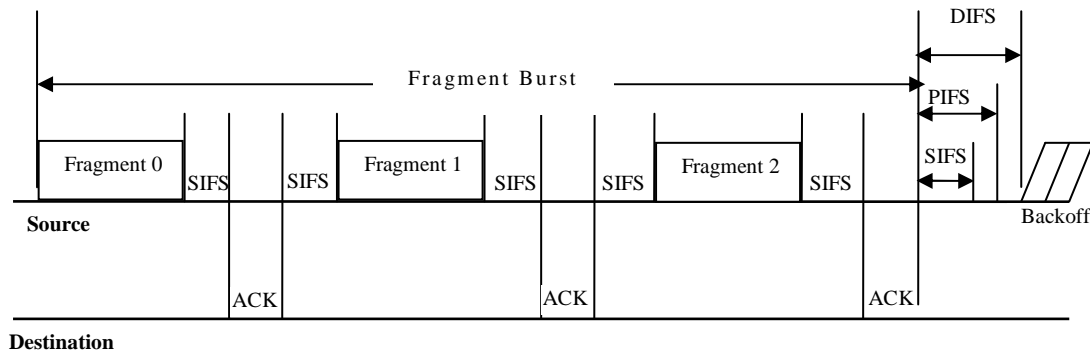 DIFS
Fragment Burst
PIFS
Fragment 0
SIFS
SIFS
Fragment 1
SIFS
SIFS
Fragment 2
SIFS
SIFS
Source
Backoff
ACK
ACK
ACK
Destination